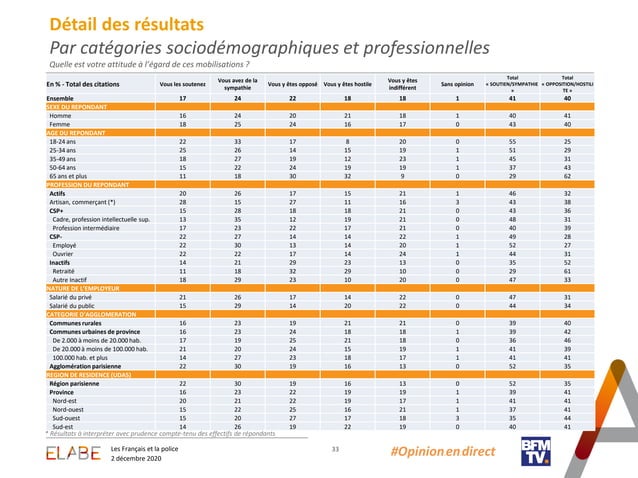 Détail des résultats
Par catégories sociodémographiques et professionnelles
Quelle est votre attitude à l'égard de ces mobilisations ?
En % - Total des citations Vous les soutenez Vous avez de la sympathie Vous y êtes opposé Vous y êtes hostile Vous y êtes indifférent Sans opinion Total « SOUTIEN/SYMPATHIE » Total « OPPOSITION/HOSTILITE »
Ensemble 17 24 22 18 18 1 41 40
SEXE DU REPONDANT
Homme 16 24 20 21 18 1 40 41
Femme 18 25 24 16 17 0 43 40
AGE DU REPONDANT
18-24 ans 22 33 17 8 20 0 55 25
25-34 ans 25 26 14 15 19 1 51 29
35-49 ans 18 27 19 12 23 1 45 31
50-64 ans 15 22 24 19 19 1 37 43
65 ans et plus 11 18 30 32 9 0 29 62
PROFESSION DU REPONDANT
Actifs 20 26 17 15 21 1 46 32
Artisan, commerçant (*) 28 15 27 11 16 3 43 38
CSP+ 15 28 18 18 21 0 43 36
Cadre, profession intellectuelle sup. 13 35 12 19 21 0 48 31
Profession intermédiaire 17 23 22 17 21 0 40 39
CSP- 22 27 14 14 22 1 49 28
Employé 22 30 13 14 20 1 52 27
Ouvrier 22 22 17 14 24 1 44 31
Inactifs 14 21 29 23 13 0 35 52
Retraité 11 18 32 29 10 0 29 61
Autre Inactif 18 29 23 10 20 0 47 33
NATURE DE L'EMPLOYEUR
Salarié du privé 21 26 17 14 22 0 47 31
Salarié du public 15 29 14 20 22 0 44 34
CATEGORIE D'AGGLOMERATION
Communes rurales 16 23 19 21 21 0 39 40
Communes urbaines de province 16 23 24 18 18 1 39 42
De 2.000 à moins de 20.000 hab. 17 19 25 21 18 0 36 46
De 20.000 à moins de 100.000 hab. 21 20 24 15 19 1 41 39
100.000 hab. et plus 14 27 23 18 17 1 41 41
Agglomération parisienne 22 30 19 16 13 0 52 35
REGION DE RESIDENCE (UDA5)
Région parisienne 22 30 19 16 13 0 52 35
Province 16 23 22 19 19 1 39 41
Nord-est 20 21 22 19 17 1 41 41
Nord-ouest 15 22 25 16 21 1 37 41
Sud-ouest 15 20 27 17 18 3 35 44
Sud-est 14 26 19 22 19 0 40 41
* Résultats à interpréter avec prudence compte-tenu des effectifs de répondants
ELABE
Les Français et la police
2 décembre 2020
33
#Opinion en direct
BFM
TV.